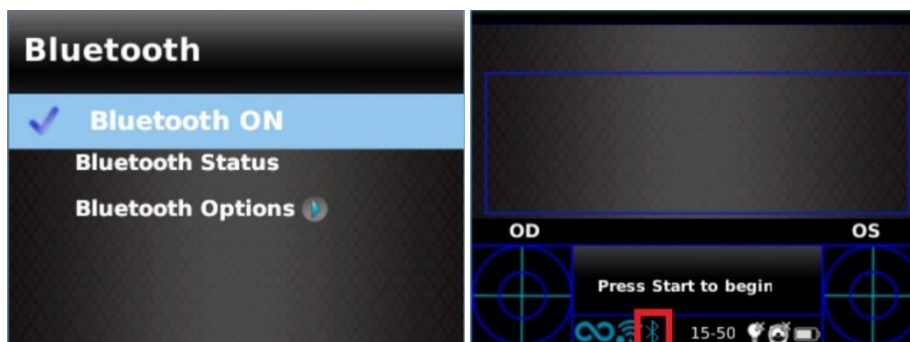 Bluetooth
Bluetooth ON
Bluetooth Status
Bluetooth Options
OD OS
Press Start to begin
15-50